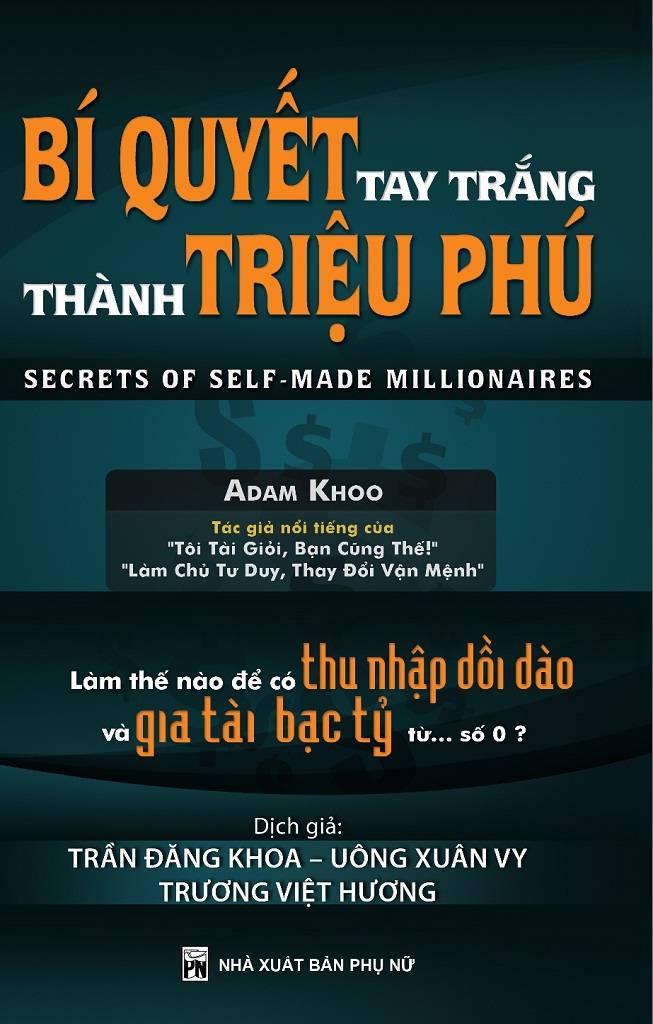 BÍ QUYẾT TAY TRẮNG
THÀNH TRIỆU PHÚ
SECRETS OF SELF-MADE MILLIONAIRES
ADAM KHOO
Tác giả nổi tiếng của
"Tôi Tài Giỏi, Bạn Cũng Thế!"
"Làm Chủ Tư Duy, Thay Đổi Vận Mệnh"
Làm thế nào để có thu nhập dồi dào
và gia tài bạc tỷ từ... số 0 ?
Dịch giả:
TRẦN ĐĂNG KHOA – UÔNG XUÂN VY
TRƯƠNG VIỆT HƯƠNG
PN NHÀ XUẤT BẢN PHỤ NỮ